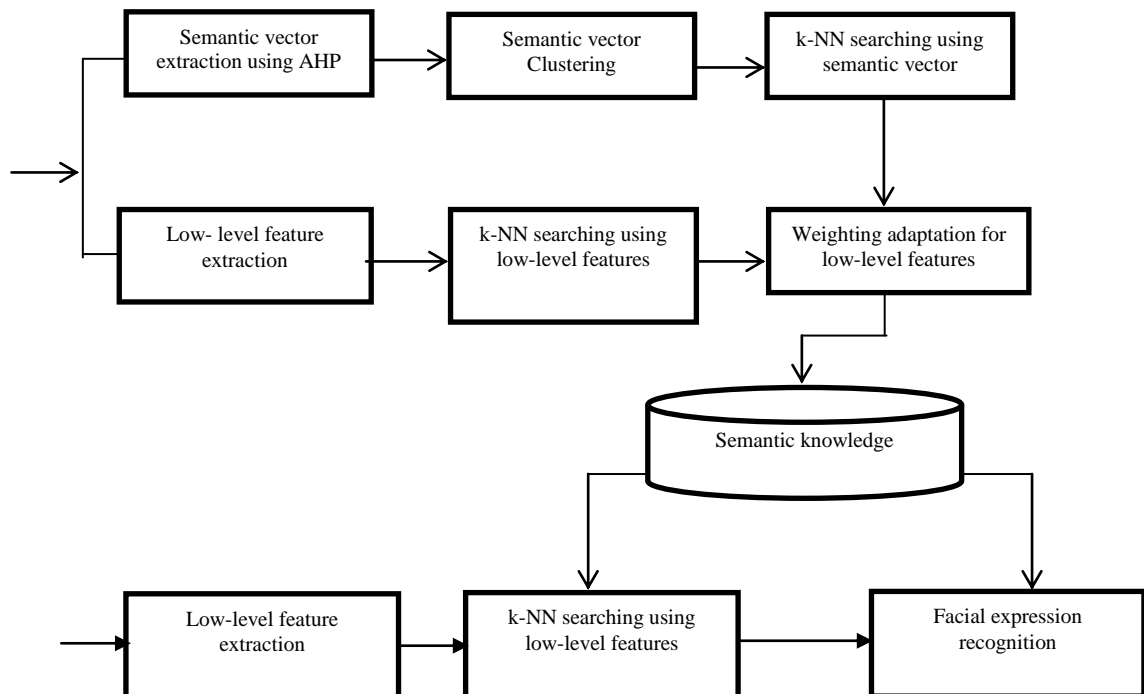 Semantic vector
extraction using AHP
Semantic vector
Clustering
k-NN searching using
semantic vector
Low- level feature
extraction
k-NN searching using
low-level features
Weighting adaptation for
low-level features
Semantic knowledge
Low-level feature
extraction
k-NN searching using
low-level features
Facial expression
recognition